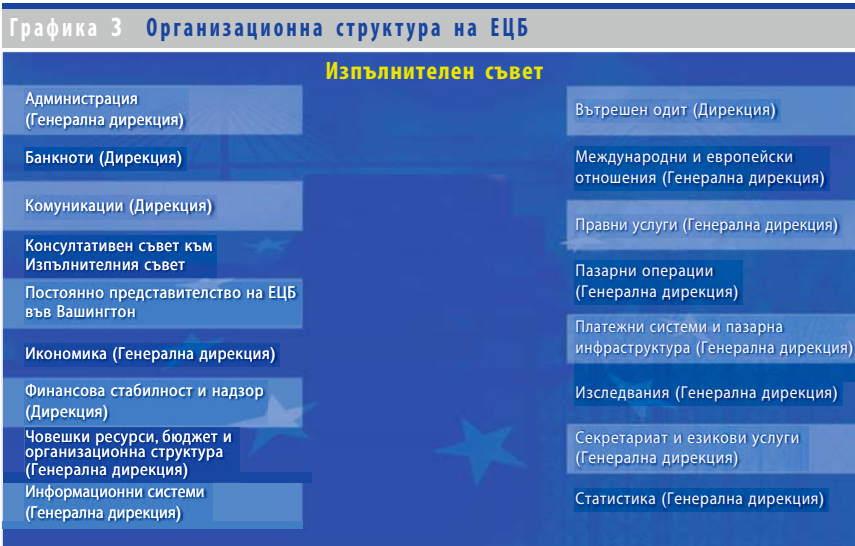 Графика 3 Организационна структура на ЕЦБ
Изпълнителен съвет
Администрация
(Генерална дирекция)
Банкноти (Дирекция)
Комуникации (Дирекция)
Консултативен съвет към
Изпълнителния съвет
Постоянно представителство на ЕЦБ
във Вашингтон
Икономика (Генерална дирекция)
Финансова стабилност и надзор
(Дирекция)
Човешки ресурси, бюджет и
организационна структура
(Генерална дирекция)
Информационни системи
(Генерална дирекция)
Вътрешен одит (Дирекция)
Международни и европейски
отношения (Генерална дирекция)
Правни услуги (Генерална дирекция)
Пазарни операции
(Генерална дирекция)
Платежни системи и пазарна
инфраструктура (Генерална дирекция)
Изследвания (Генерална дирекция)
Секретариат и езикови услуги
(Генерална дирекция)
Статистика (Генерална дирекция)